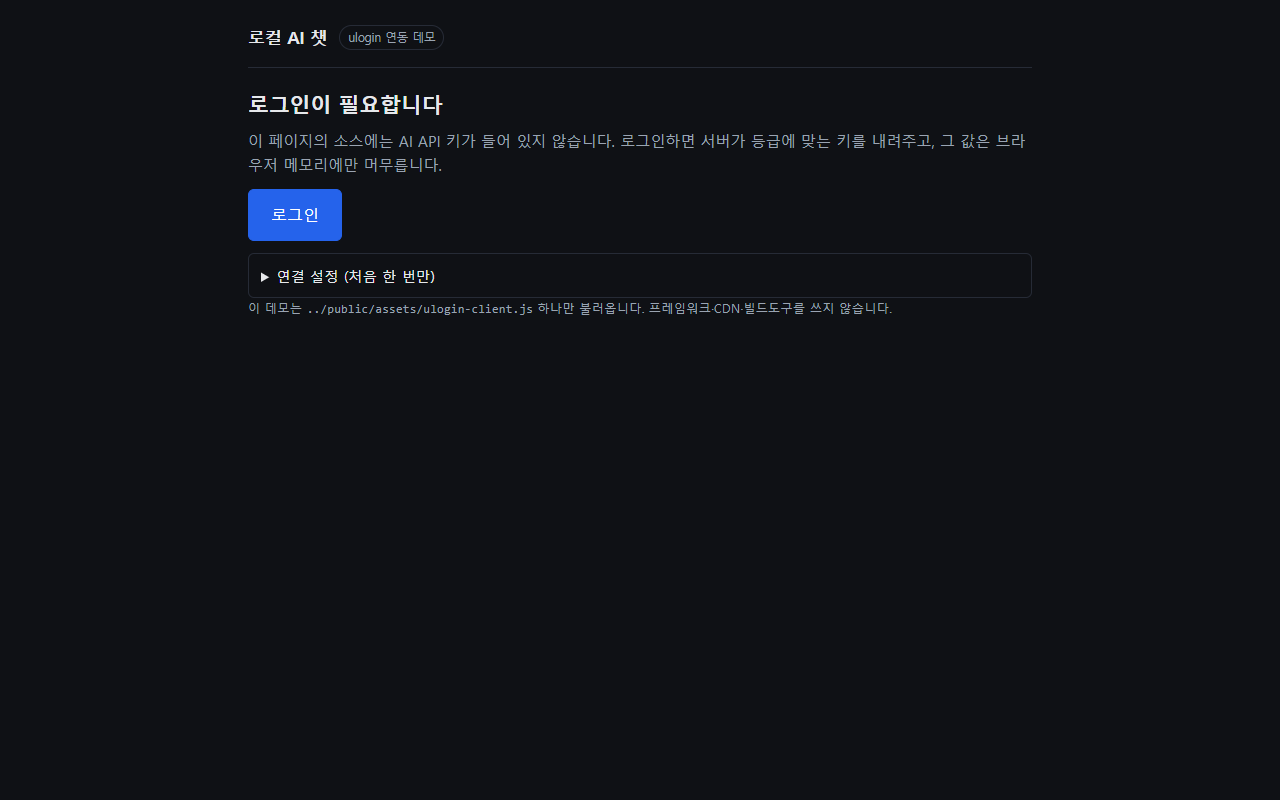 로컬 AI 챗
ulogin 연동 데모
로그인이 필요합니다
이 페이지의 소스에는 AI API 키가 들어 있지 않습니다. 로그인하면 서버가 등급에 맞는 키를 내려주고, 그 값은 브라
우저 메모리에만 머무릅니다.
로그인
▶ 연결 설정 (처음 한 번만)
이 데모는 ../public/assets/ulogin-client.js 하나만 불러옵니다. 프레임워크·CDN·빌드도구를 쓰지 않습니다.